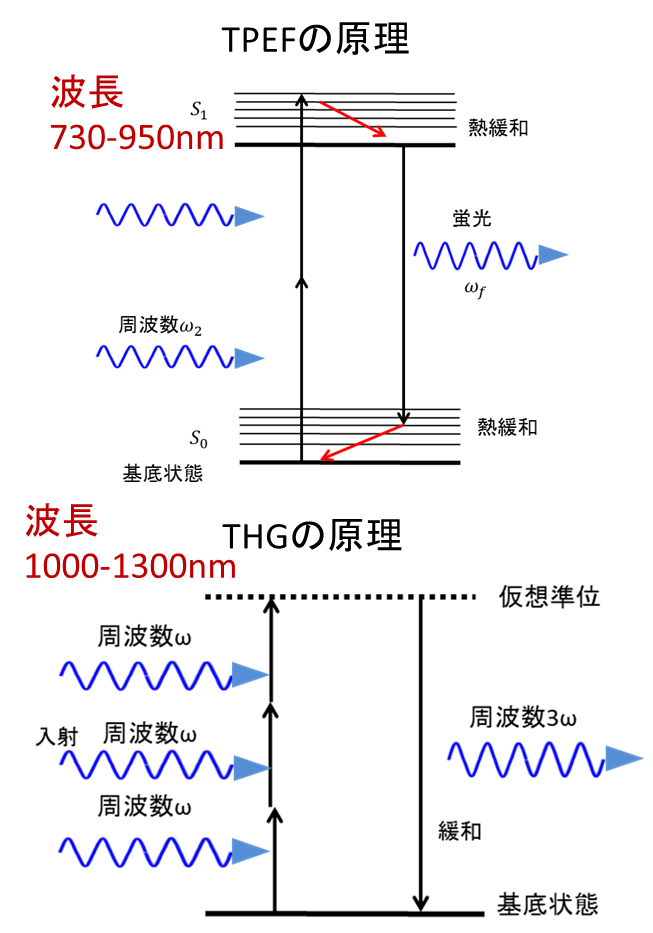 TPEFの原理
波長
730-950nm
S₁
熱緩和
蛍光
ω_f
周波数ω₂
S₀
熱緩和
基底状態
波長
1000-1300nm
THGの原理
仮想準位
周波数ω
入射
周波数ω
周波数3ω
周波数ω
緩和
基底状態